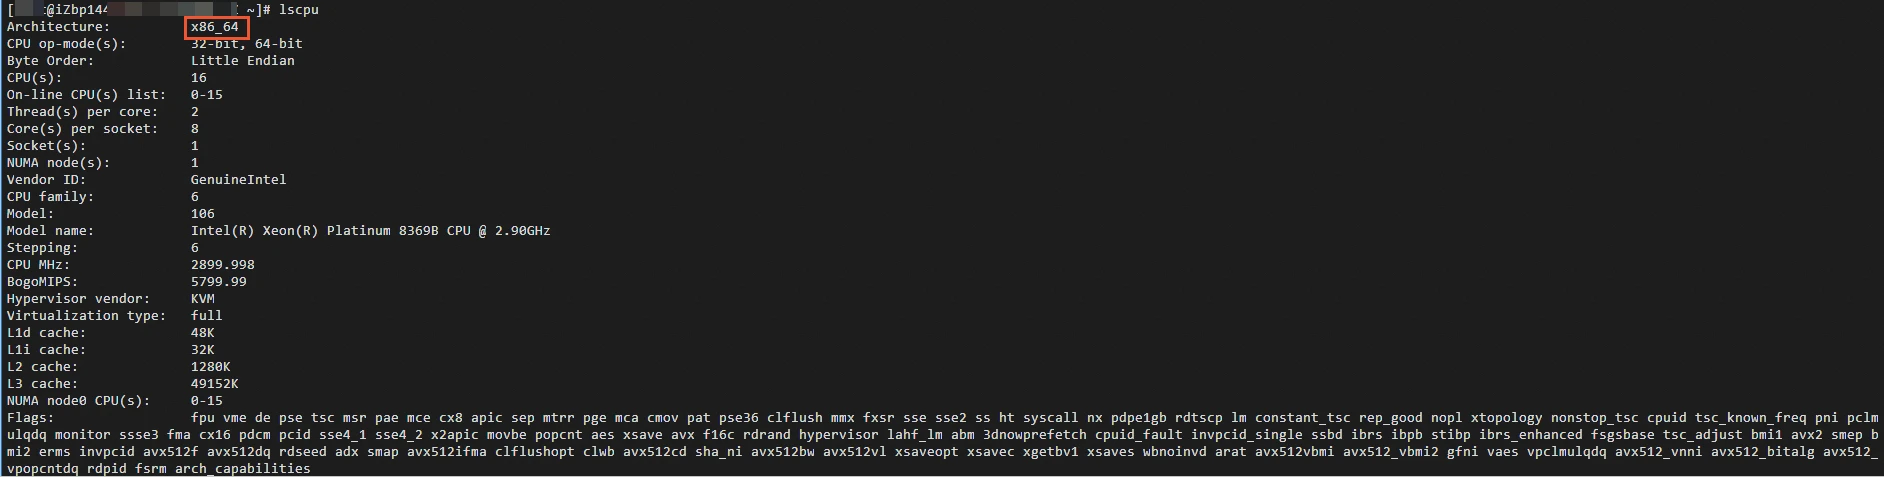 [ @iZbp144 ~]# lscpu
Architecture: x86_64
CPU op-mode(s): 32-bit, 64-bit
Byte Order: Little Endian
CPU(s): 16
On-line CPU(s) list: 0-15
Thread(s) per core: 2
Core(s) per socket: 8
Socket(s): 1
NUMA node(s): 1
Vendor ID: GenuineIntel
CPU family: 6
Model: 106
Model name: Intel(R) Xeon(R) Platinum 8369B CPU @ 2.90GHz
Stepping: 6
CPU MHz: 2899.998
BogoMIPS: 5799.99
Hypervisor vendor: KVM
Virtualization type: full
L1d cache: 48K
L1i cache: 32K
L2 cache: 1280K
L3 cache: 49152K
NUMA node0 CPU(s): 0-15
Flags: fpu vme de pse tsc msr pae mce cx8 apic sep mtrr pge mca cmov pat pse36 clflush mmx fxsr sse sse2 ss ht syscall nx pdpe1gb rdtscp lm constant_tsc rep_good nopl xtopology nonstop_tsc cpuid tsc_known_freq pni pclm
ulqdq monitor ssse3 fma cx16 pdcm pcid sse4_1 sse4_2 x2apic movbe popcnt aes xsave avx f16c rdrand hypervisor lahf_lm abm 3dnowprefetch cpuid_fault invpcid_single ssbd ibrs ibpb stibp ibrs_enhanced fsgsbase tsc_adjust bmi1 avx2 smep b
mi2 erms invpcid avx512f avx512dq rdseed adx smap avx512ifma clflushopt clwb avx512cd sha_ni avx512bw avx512vl xsaveopt xsavec xgetbv1 xsaves wbnoinvd arat avx512vbmi avx512_vbmi2 gfni vaes vpclmulqdq avx512_vnni avx512_bitalg avx512_
vpopcntdq rdpid fsrm arch_capabilities